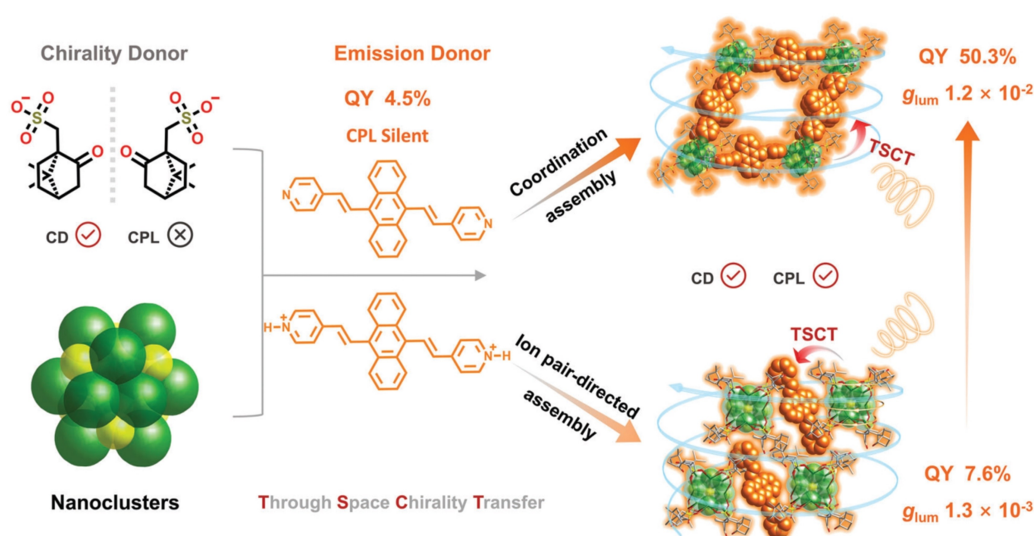 Chirality Donor
O⁻
O
S
O
O
O⁻
O
S
O
O
CD
CPL
Nanoclusters
Emission Donor
QY 4.5%
CPL Silent
N
N
H-N
+
N-H
+
Through Space Chirality Transfer
Coordination
assembly
Ion pair-directed
assembly
TSCT
QY 50.3%
g_lum 1.2 × 10⁻²
CD
CPL
TSCT
QY 7.6%
g_lum 1.3 × 10⁻³